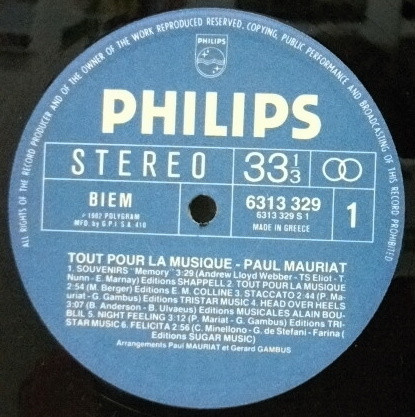 ALL RIGHTS OF THE RECORD PRODUCER AND OF THE OWNER OF THE WORK REPRODUCED RESERVED. COPYING, PUBLIC PERFORMANCE AND BROADCASTING OF THIS RECORD PROHIBITED
PHILIPS
PHILIPS
STEREO 33 1/3
BIEM 6313 329 1
6313 329 S 1
℗ 1982 POLYGRAM
MFD. by G.P.I S.A 410 MADE IN GREECE
TOUT POUR LA MUSIQUE - PAUL MAURIAT
1. SOUVENIRS "Memory" 3:29 (Andrew Lloyd Webber - TS Eliot - T.
Nunn - E. Marnay) Editions SHAPPELL 2. TOUT POUR LA MUSIQUE
2:54 (M. Berger) Editions E. M. COLLINE 3. STACCATO 2:44 (P. Ma-
uriat - G. Gambus) Editions TRISTAR MUSIC 4. HEAD OVER HEELS
3:07 (B. Anderson - B. Ulvaeus) Editions MUSICALES ALAIN BOU-
BLIL 5. NIGHT FEELING 3:12 (P. Mariat - G. Gambus) Editions TRI-
STAR MUSIC 6. FELICITA 2:56 (C. Minellono - G. de Stefani - Farina (
Editions SUGAR MUSIC)
Arrangements Paul MAURIAT et Gerard GAMBUS